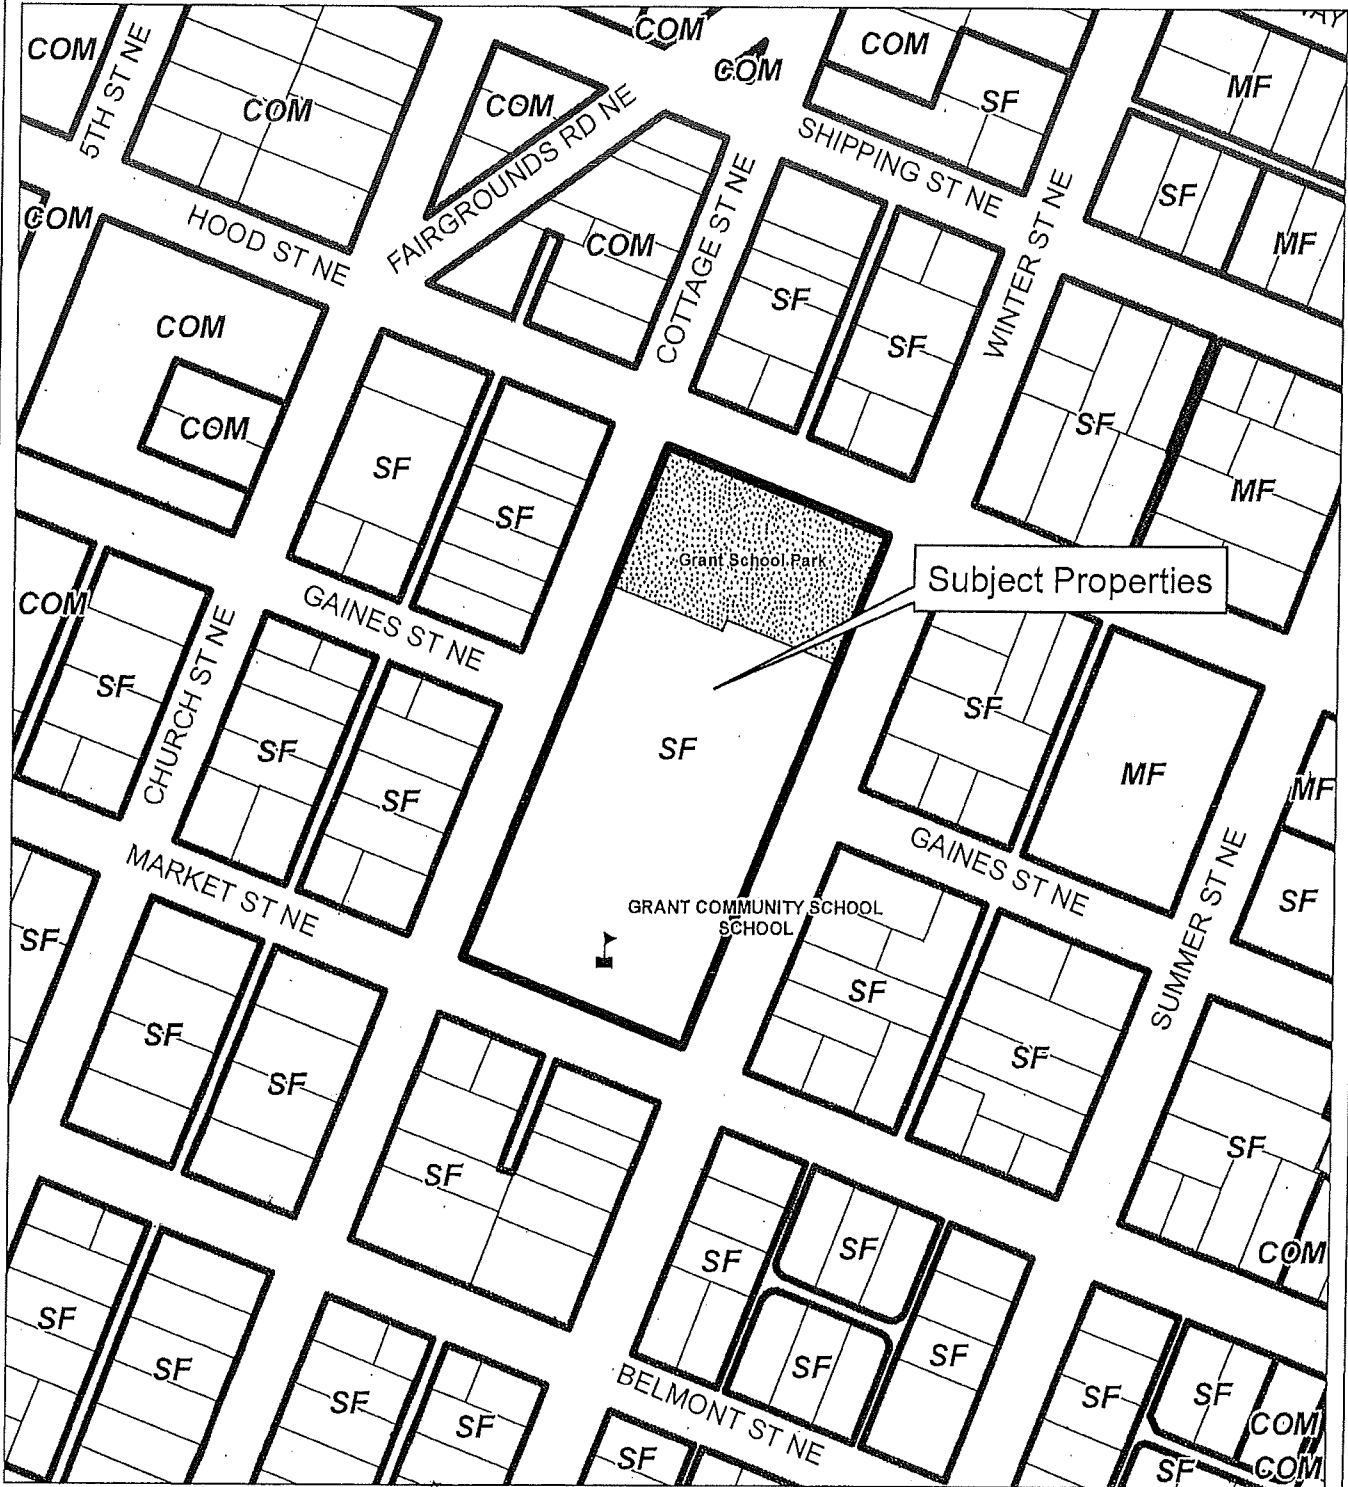 COM
5TH ST NE
COM
COM
COM
COM
COM
SF
MF
AY
SF
MF
SHIPPING ST NE
FAIRGROUNDS RD NE
COM
COM
HOOD ST NE
COTTAGE ST NE
WINTER ST NE
COM
COM
SF
SF
SF
MF
SF
SF
Grant School Park
Subject Properties
COM
SF
CHURCH ST NE
GAINES ST NE
SF
SF
SF
SF
MF
MF
SF
MARKET ST NE
GAINES ST NE
SUMMER ST NE
GRANT COMMUNITY SCHOOL
SCHOOL
SF
SF
SF
SF
SF
SF
SF
SF
COM
SF
SF
SF
SF
SF
SF
SF
SF
SF
SF
BELMONT ST NE
SF
SF
SF
COM
COM